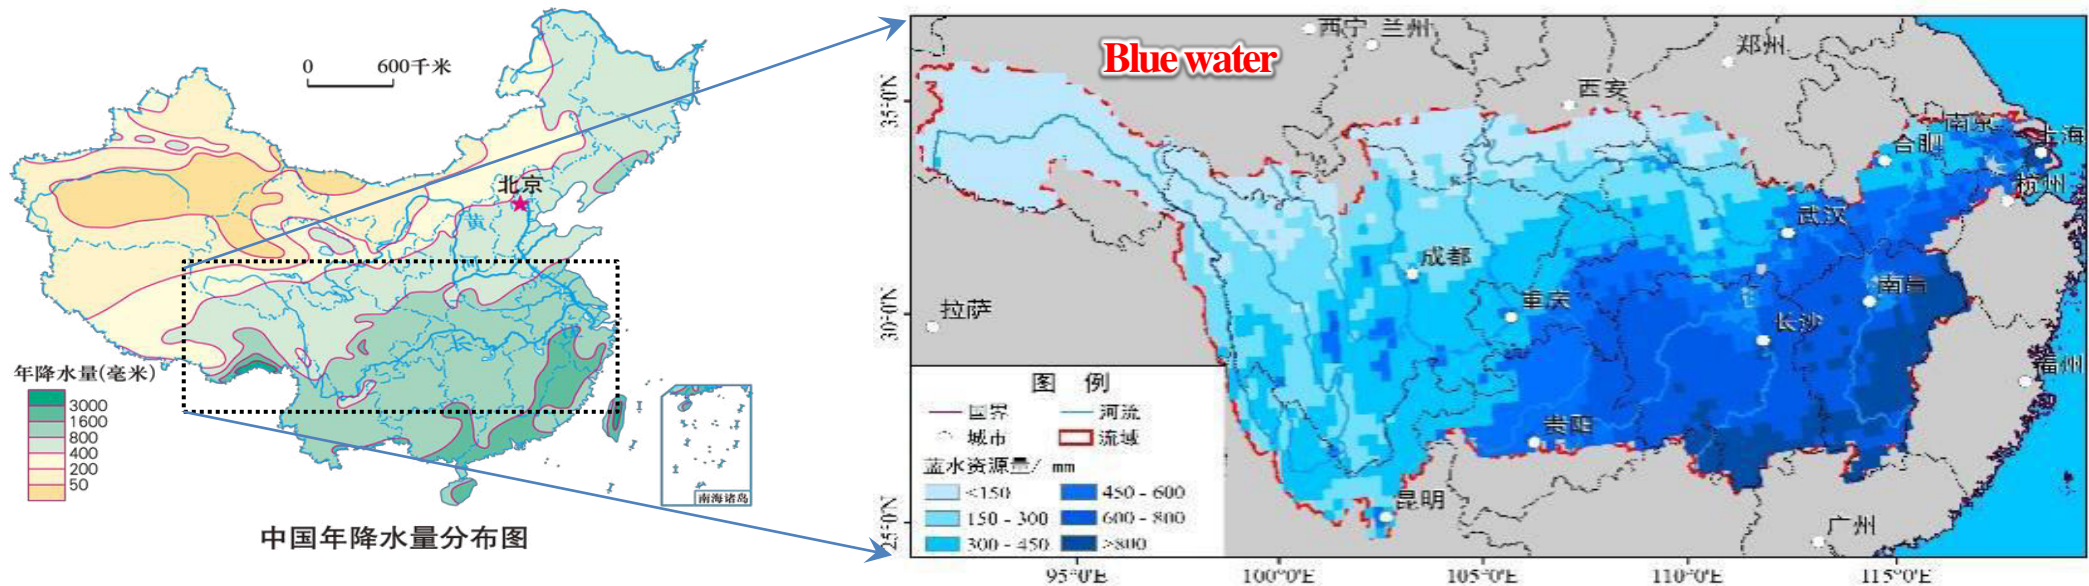 0 600千米
北京
黄
河
长
江
年降水量(毫米)
3000
1600
800
400
200
50
南海诸岛
中国年降水量分布图
Blue water
西宁 兰州
郑州
西安
南京
上海
合肥
杭州
武汉
成都
重庆
南昌
拉萨
长沙
福州
贵阳
昆明
广州
35°0'N
30°0'N
25°0'N
图 例
国界 河流
城市 流域
蓝水资源量/ mm
<150 450 - 600
150 - 300 600 - 800
300 - 450 >800
95°0'E 100°0'E 105°0'E 110°0'E 115°0'E